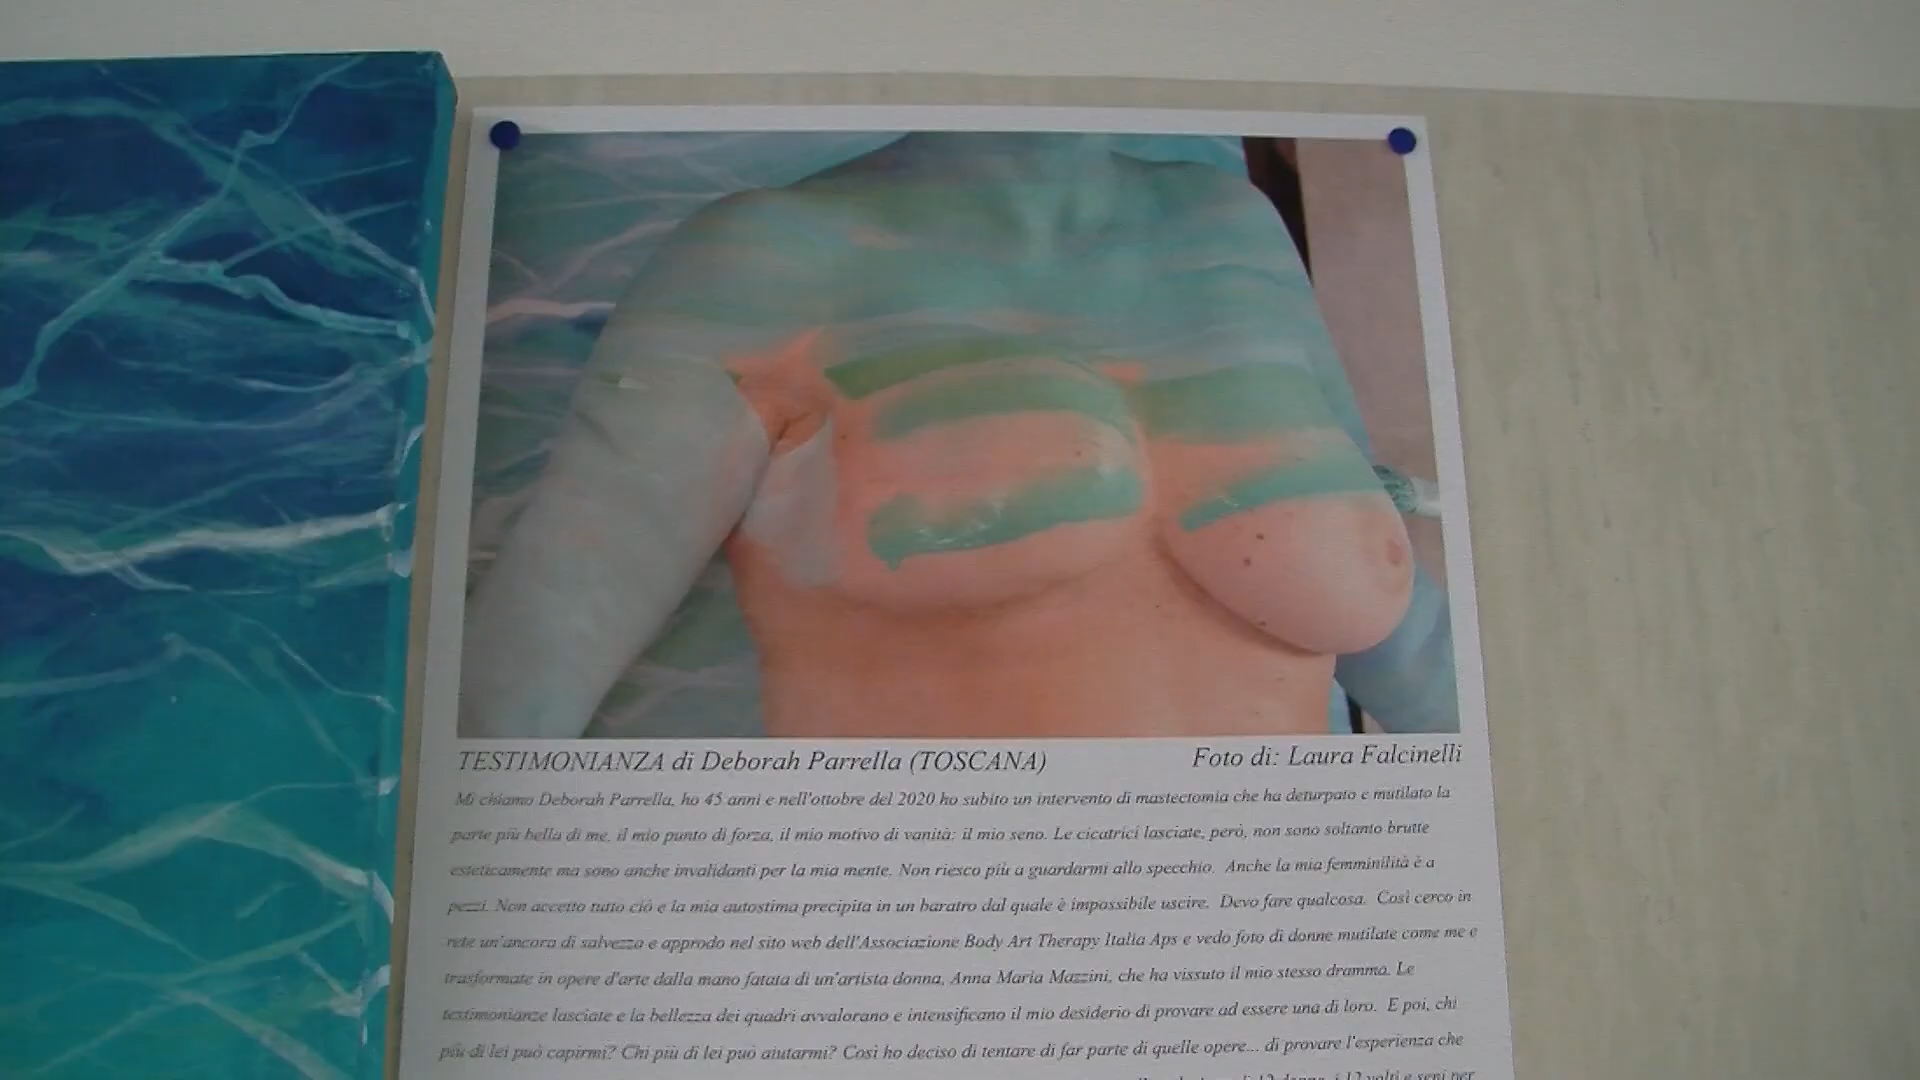 TESTIMONIANZA di Deborah Parrella (TOSCANA) Foto di: Laura Falcinelli
Mi chiamo Deborah Parrella, ho 45 anni e nell'ottobre del 2020 ho subito un intervento di mastectomia che ha deturpato e mutilato la
parte più bella di me, il mio punto di forza, il mio motivo di vanità: il mio seno. Le cicatrici lasciate, però, non sono soltanto brutte
esteticamente ma sono anche invalidanti per la mia mente. Non riesco più a guardarmi allo specchio. Anche la mia femminilità è a
pezzi. Non accetto tutto ciò e la mia autostima precipita in un baratro dal quale è impossibile uscire. Devo fare qualcosa. Così cerco in
rete un'ancora di salvezza e approdo nel sito web dell'Associazione Body Art Therapy Italia Aps e vedo foto di donne mutilate come me e
trasformate in opere d'arte dalla mano fatata di un'artista donna, Anna Maria Mazzini, che ha vissuto il mio stesso dramma. Le
testimonianze lasciate e la bellezza dei quadri avvalorano e intensificano il mio desiderio di provare ad essere una di loro. E poi, chi
più di lei può capirmi? Chi più di lei può aiutarmi? Così ho deciso di tentare di far parte di quelle opere... di provare l'esperienza che
12 donne, i 12 volti e seni per